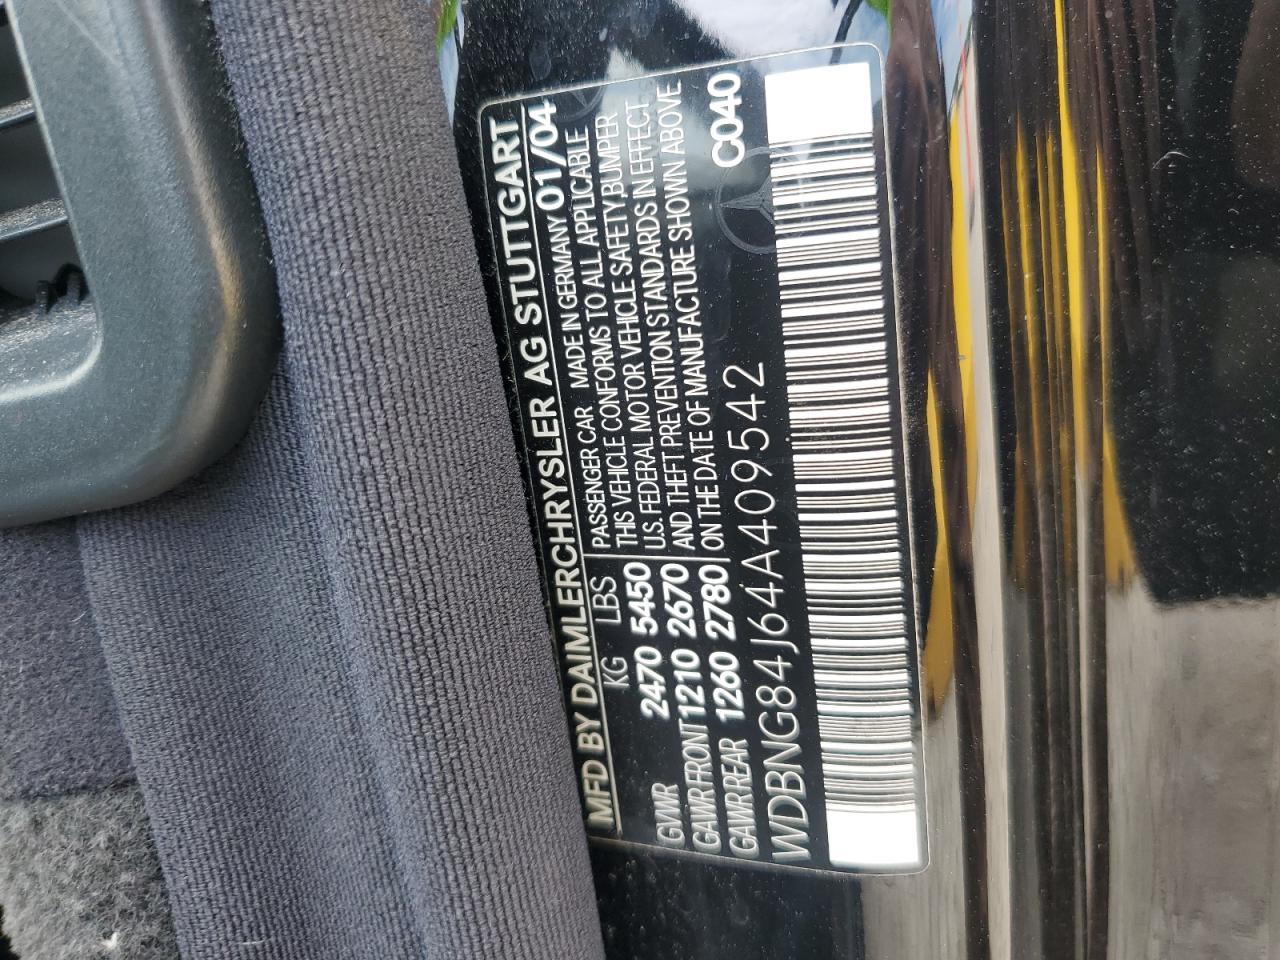 MFD BY DAIMLERCHRYSLER AG STUTTGART
KG LBS PASSENGER CAR MADE IN GERMANY 01/04
THIS VEHICLE CONFORMS TO ALL APPLICABLE
GVWR 2470 5450 U.S. FEDERAL MOTOR VEHICLE SAFETY, BUMPER
GAWR FRONT 1210 2670 AND THEFT PREVENTION STANDARDS IN EFFECT
GAWR REAR 1260 2780 ON THE DATE OF MANUFACTURE SHOWN ABOVE
WDBNG84J64A409542 C040